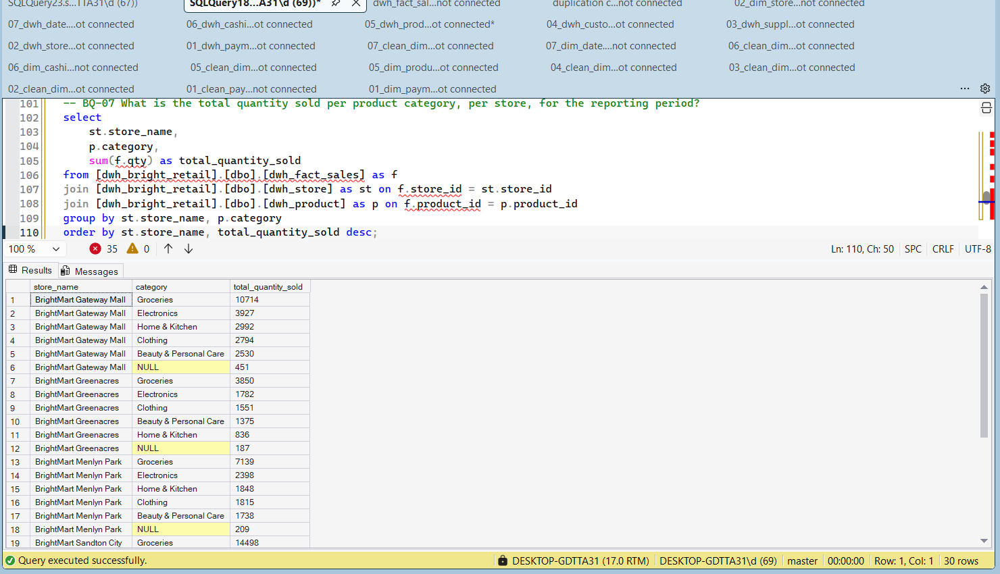 SQLQuery23.s...TTA31\d (67)) SQLQuery18...A31\d (69))* dwh_fact_sal...not connected duplication c...not connected 02_dim_store...not connected
07_dwh_date....ot connected 06_dwh_cashi...ot connected 05_dwh_prod...ot connected* 04_dwh_custo...ot connected 03_dwh_suppl...ot connected
02_dwh_store...ot connected 01_dwh_paym...ot connected 07_clean_dim...ot connected 07_dim_date....not connected 06_clean_dim...ot connected
06_dim_cashi...not connected 05_clean_dim...ot connected 05_dim_produ...ot connected 04_clean_dim...ot connected 03_clean_dim...ot connected
02_clean_dim...ot connected 01_clean_pay...not connected 01_dim_paym...ot connected
101 -- BQ-07 What is the total quantity sold per product category, per store, for the reporting period?
102 select
103 st.store_name,
104 p.category,
105 sum(f.qty) as total_quantity_sold
106 from [dwh_bright_retail].[dbo].[dwh_fact_sales] as f
107 join [dwh_bright_retail].[dbo].[dwh_store] as st on f.store_id = st.store_id
108 join [dwh_bright_retail].[dbo].[dwh_product] as p on f.product_id = p.product_id
109 group by st.store_name, p.category
110 order by st.store_name, total_quantity_sold desc;
100 % 35 0 Ln: 110, Ch: 50 SPC CRLF UTF-8
Results Messages
store_name category total_quantity_sold
1 BrightMart Gateway Mall Groceries 10714
2 BrightMart Gateway Mall Electronics 3927
3 BrightMart Gateway Mall Home & Kitchen 2992
4 BrightMart Gateway Mall Clothing 2794
5 BrightMart Gateway Mall Beauty & Personal Care 2530
6 BrightMart Gateway Mall NULL 451
7 BrightMart Greenacres Groceries 3850
8 BrightMart Greenacres Electronics 1782
9 BrightMart Greenacres Clothing 1551
10 BrightMart Greenacres Beauty & Personal Care 1375
11 BrightMart Greenacres Home & Kitchen 836
12 BrightMart Greenacres NULL 187
13 BrightMart Menlyn Park Groceries 7139
14 BrightMart Menlyn Park Electronics 2398
15 BrightMart Menlyn Park Home & Kitchen 1848
16 BrightMart Menlyn Park Clothing 1815
17 BrightMart Menlyn Park Beauty & Personal Care 1738
18 BrightMart Menlyn Park NULL 209
19 BrightMart Sandton City Groceries 14498
Query executed successfully. DESKTOP-GDTTA31 (17.0 RTM) DESKTOP-GDTTA31\d (69) master 00:00:00 Row: 1, Col: 1 30 rows